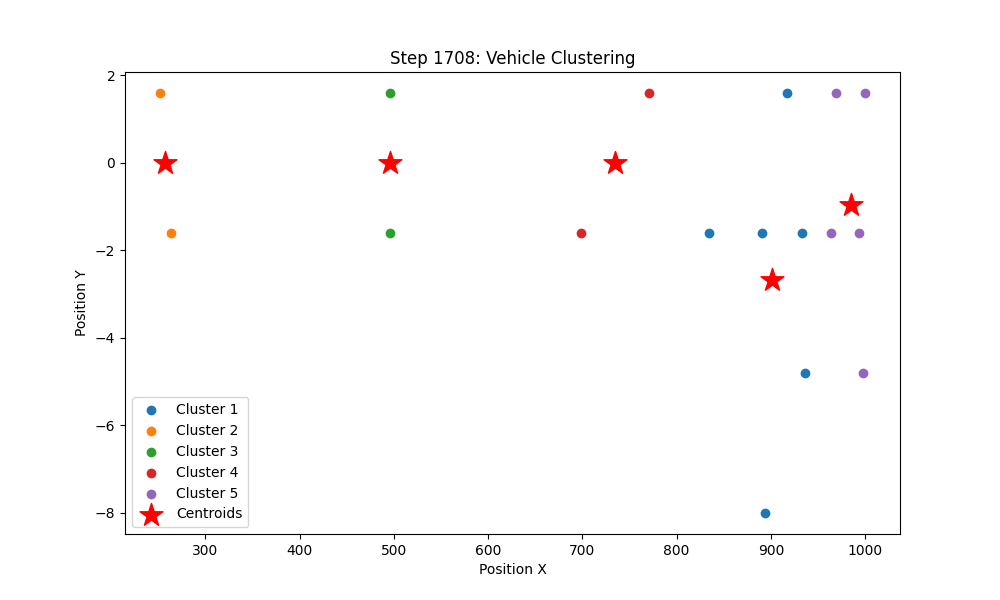 Step 1708: Vehicle Clustering
Position Y
2
0
−2
−4
−6
−8
Cluster 1
Cluster 2
Cluster 3
Cluster 4
Cluster 5
Centroids
300
400
500
600
700
800
900
1000
Position X